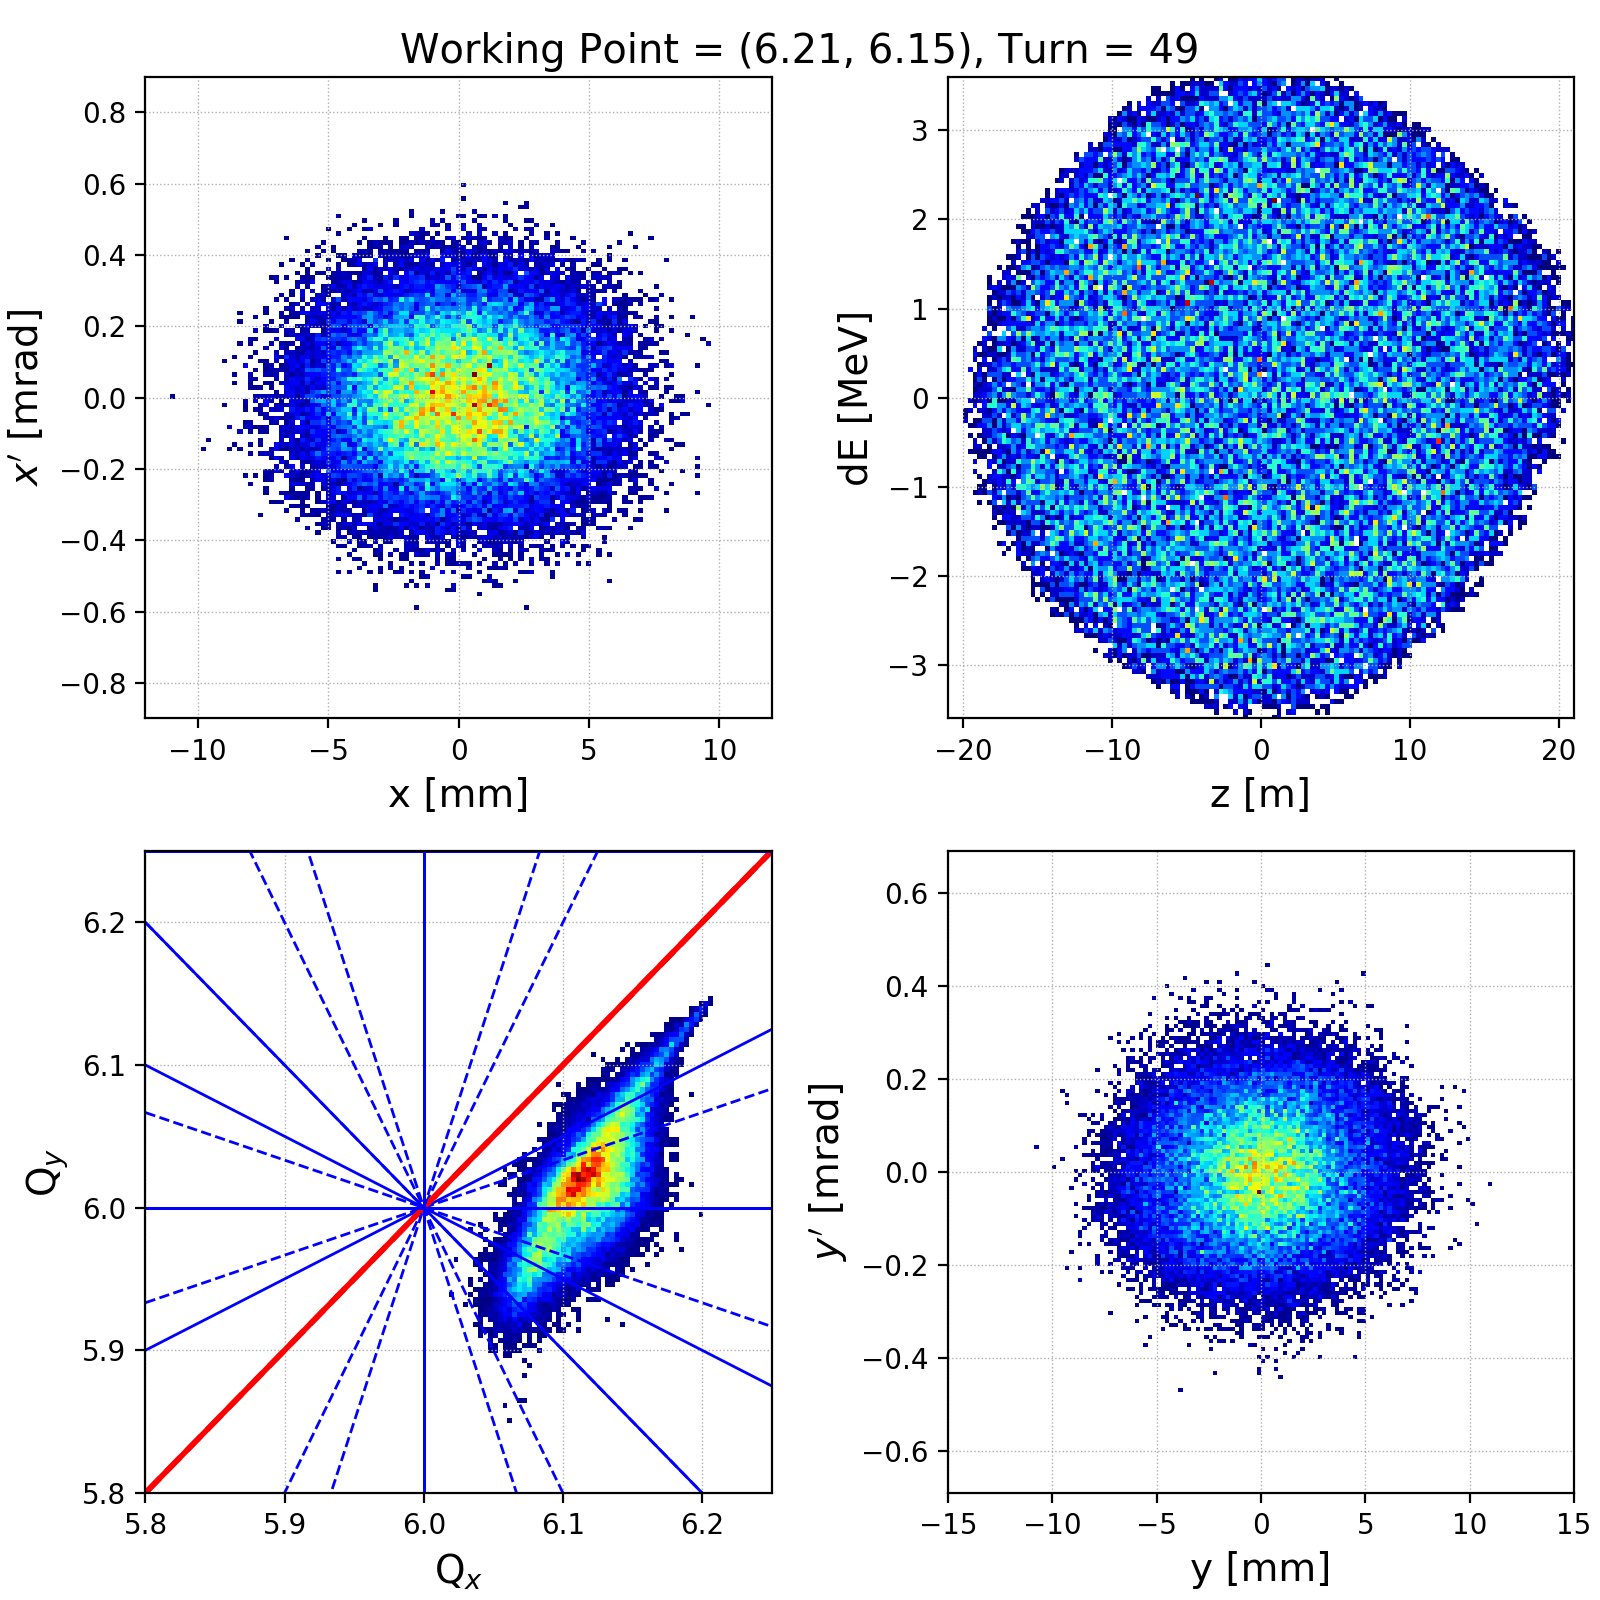 Working Point = (6.21, 6.15), Turn = 49
0.8
0.6
0.4
0.2
0.0
−0.2
−0.4
−0.6
−0.8
x′ [mrad]
−10 −5 0 5 10
x [mm]
3
2
1
0
−1
−2
−3
dE [MeV]
−20 −10 0 10 20
z [m]
6.2
6.1
6.0
5.9
5.8
Qy
5.8 5.9 6.0 6.1 6.2
Qx
0.6
0.4
0.2
0.0
−0.2
−0.4
−0.6
y′ [mrad]
−15 −10 −5 0 5 10 15
y [mm]